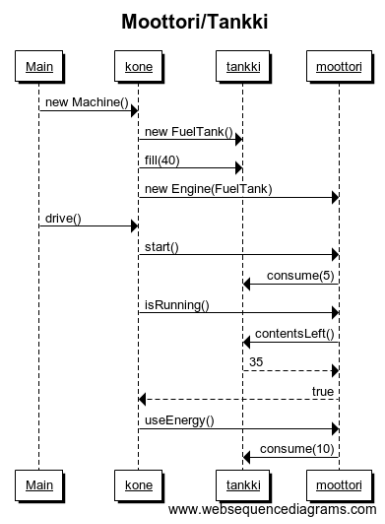 Moottori/Tankki
Main kone tankki moottori
new Machine()
new FuelTank()
fill(40)
new Engine(FuelTank)
drive()
start()
consume(5)
isRunning()
contentsLeft()
35
true
useEnergy()
consume(10)
Main kone tankki moottori
www.websequencediagrams.com